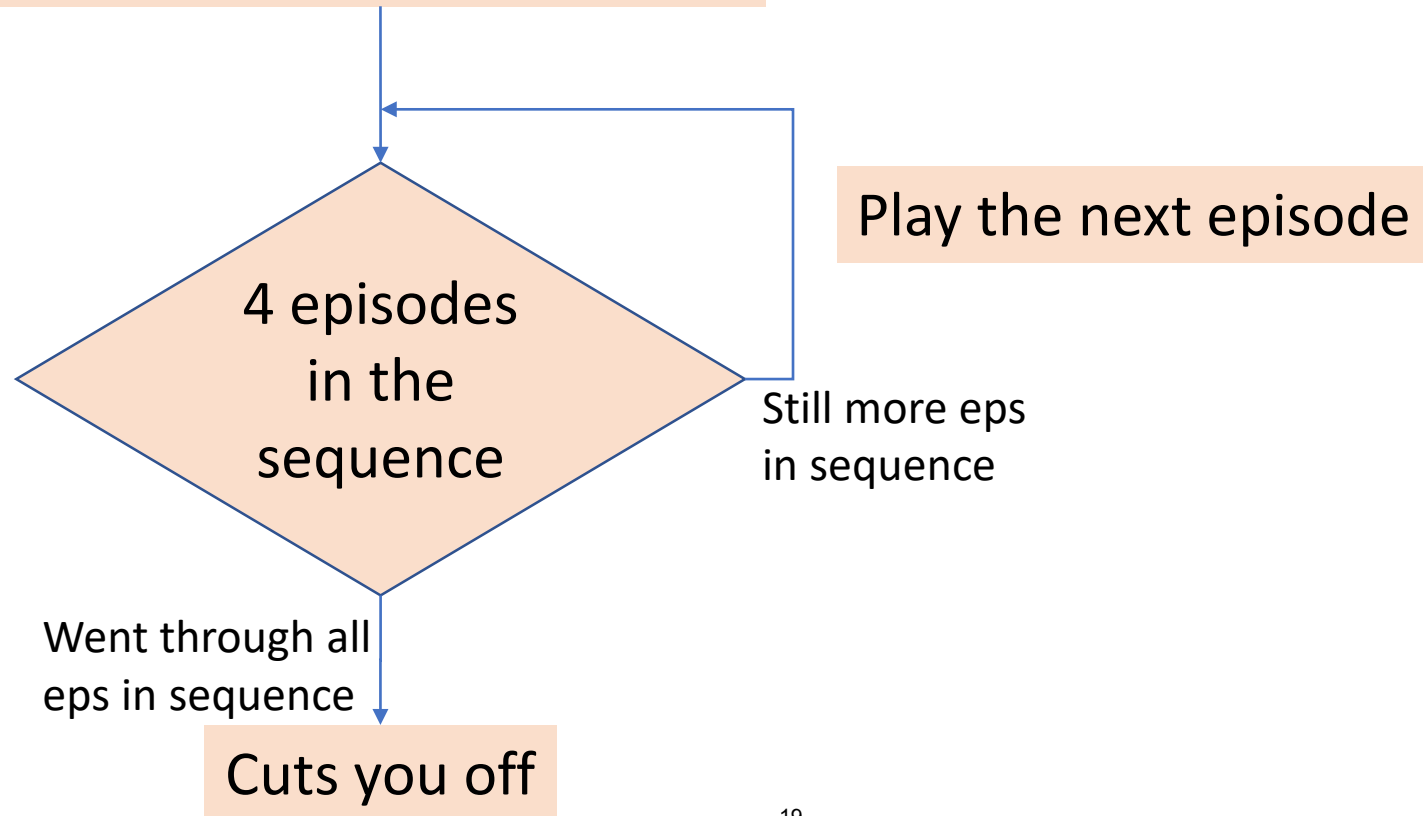 Play the next episode
4 episodes
in the
sequence
Still more eps
in sequence
Went through all
eps in sequence
Cuts you off
19